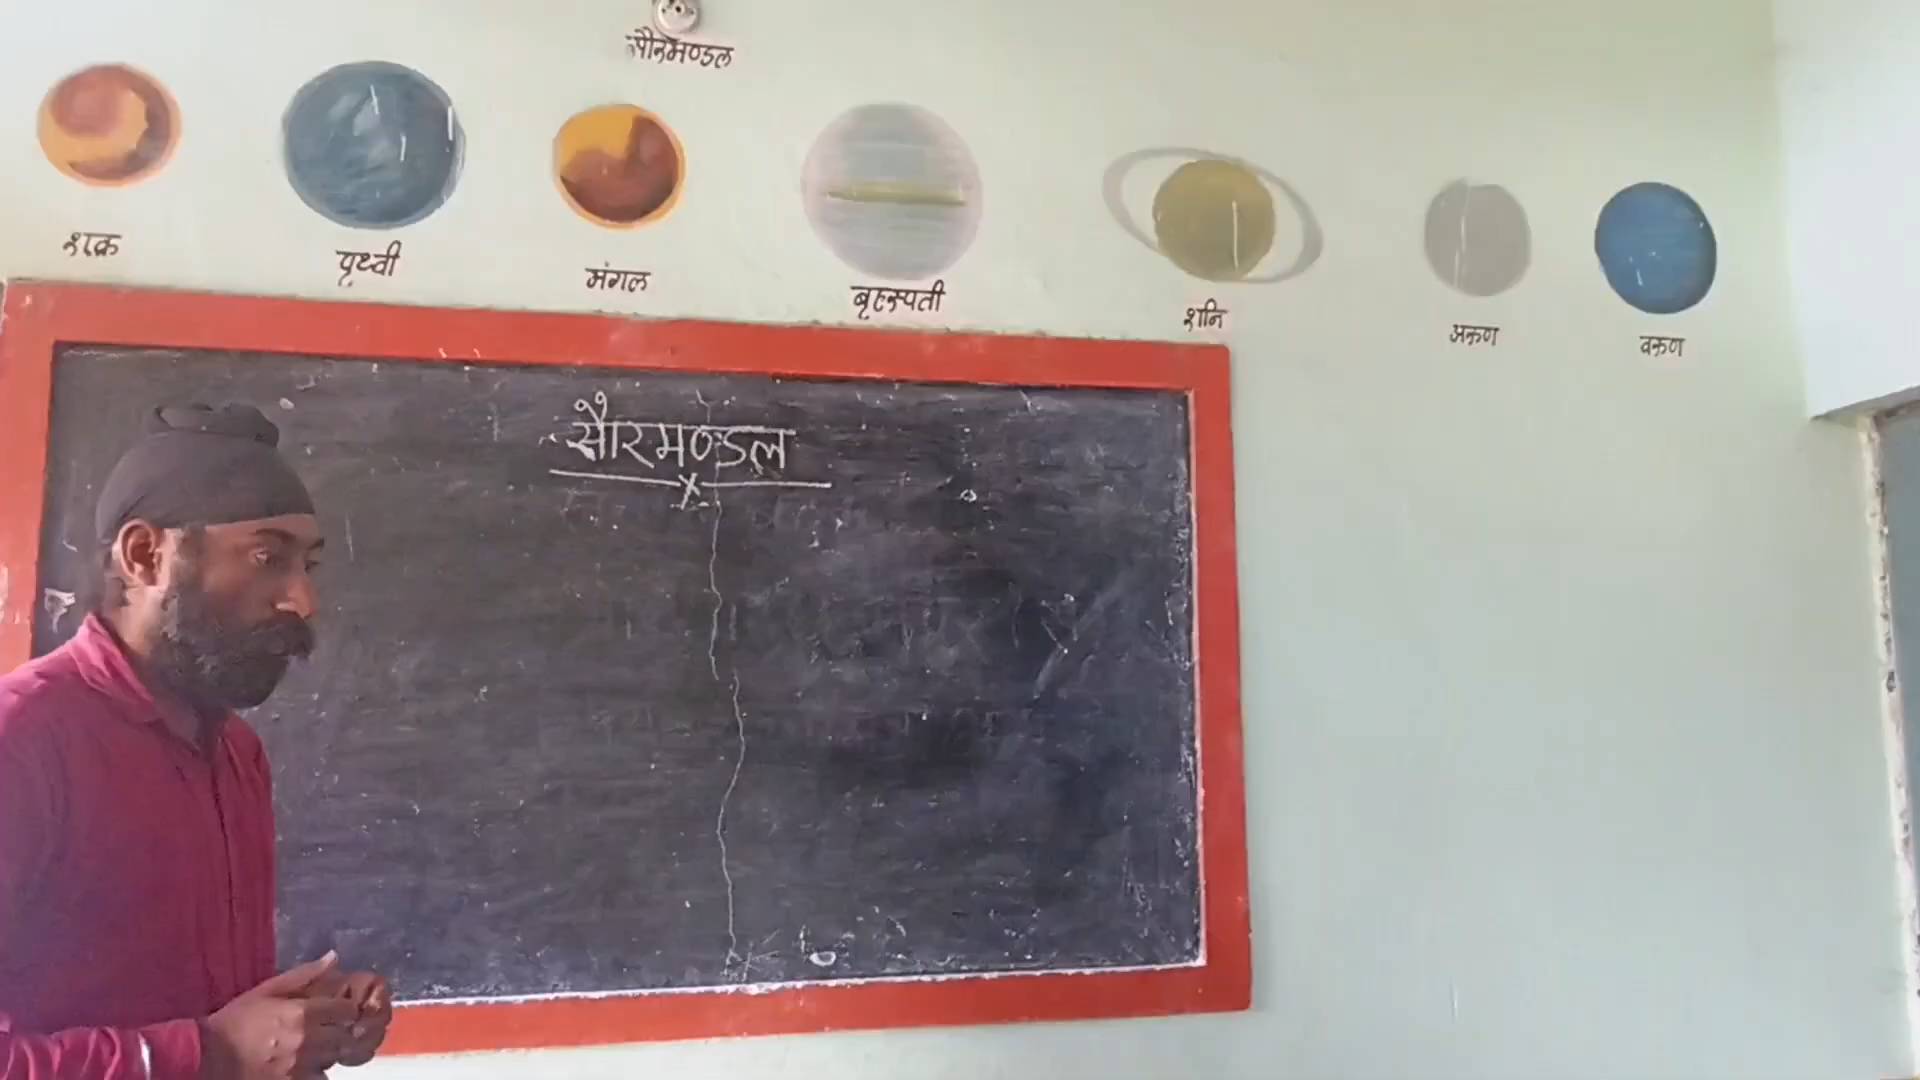 सौरमण्डल
शुक्र
पृथ्वी
मंगल
बृहस्पती
शनि
अरुण
वरुण
सौरमण्डल